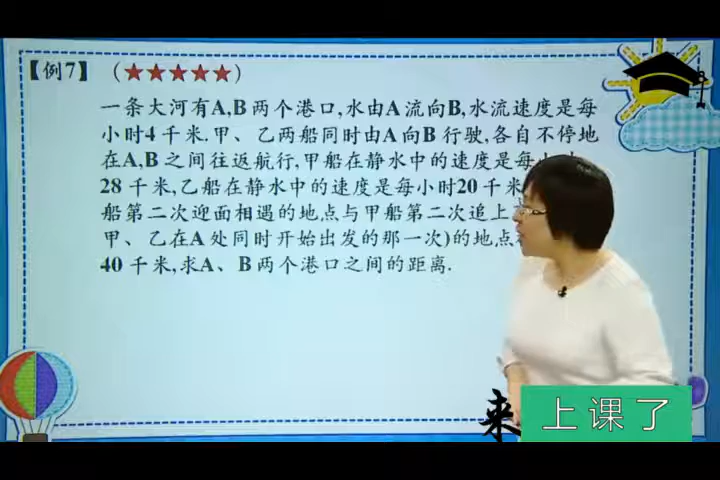 【例7】 (★★★★★)
一条大河有A,B两个港口,水由A流向B,水流速度是每
小时4千米.甲、乙两船同时由A向B行驶,各自不停地
在A,B之间往返航行,甲船在静水中的速度是每
28千米,乙船在静水中的速度是每小时20千米
船第二次迎面相遇的地点与甲船第二次追上
甲、乙在A处同时开始出发的那一次)的地点
40千米,求A、B两个港口之间的距离.
来
上课了